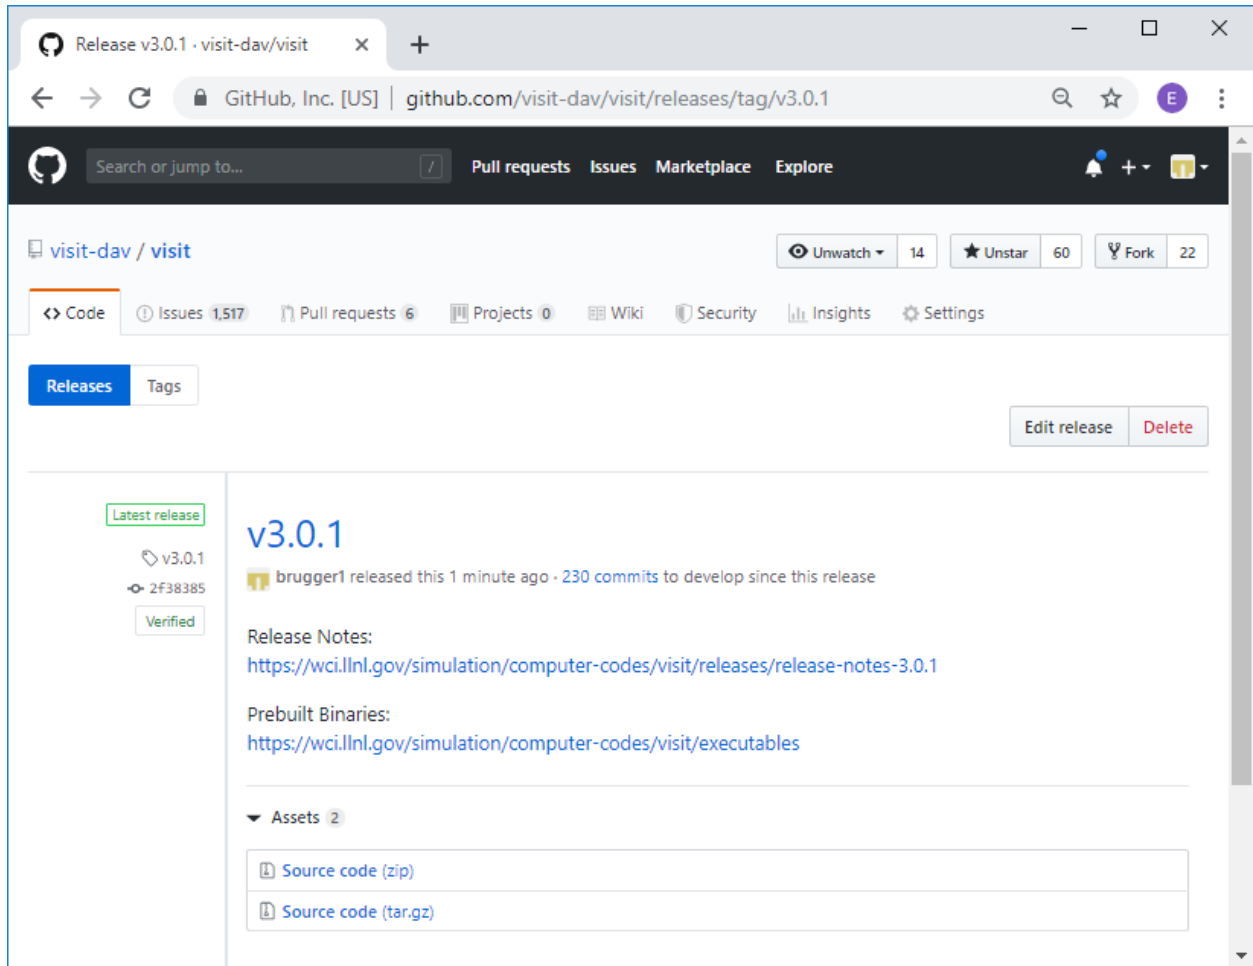 Release v3.0.1 · visit-dav/visit
GitHub, Inc. [US] | github.com/visit-dav/visit/releases/tag/v3.0.1 E
Search or jump to... / Pull requests Issues Marketplace Explore
visit-dav / visit Unwatch 14 Unstar 60 Fork 22
<> Code Issues 1,517 Pull requests 6 Projects 0 Wiki Security Insights Settings
Releases Tags
Edit release Delete
Latest release
v3.0.1
2f38385
Verified
v3.0.1
brugger1 released this 1 minute ago · 230 commits to develop since this release
Release Notes:
https://wci.llnl.gov/simulation/computer-codes/visit/releases/release-notes-3.0.1
Prebuilt Binaries:
https://wci.llnl.gov/simulation/computer-codes/visit/executables
Assets 2
Source code (zip)
Source code (tar.gz)